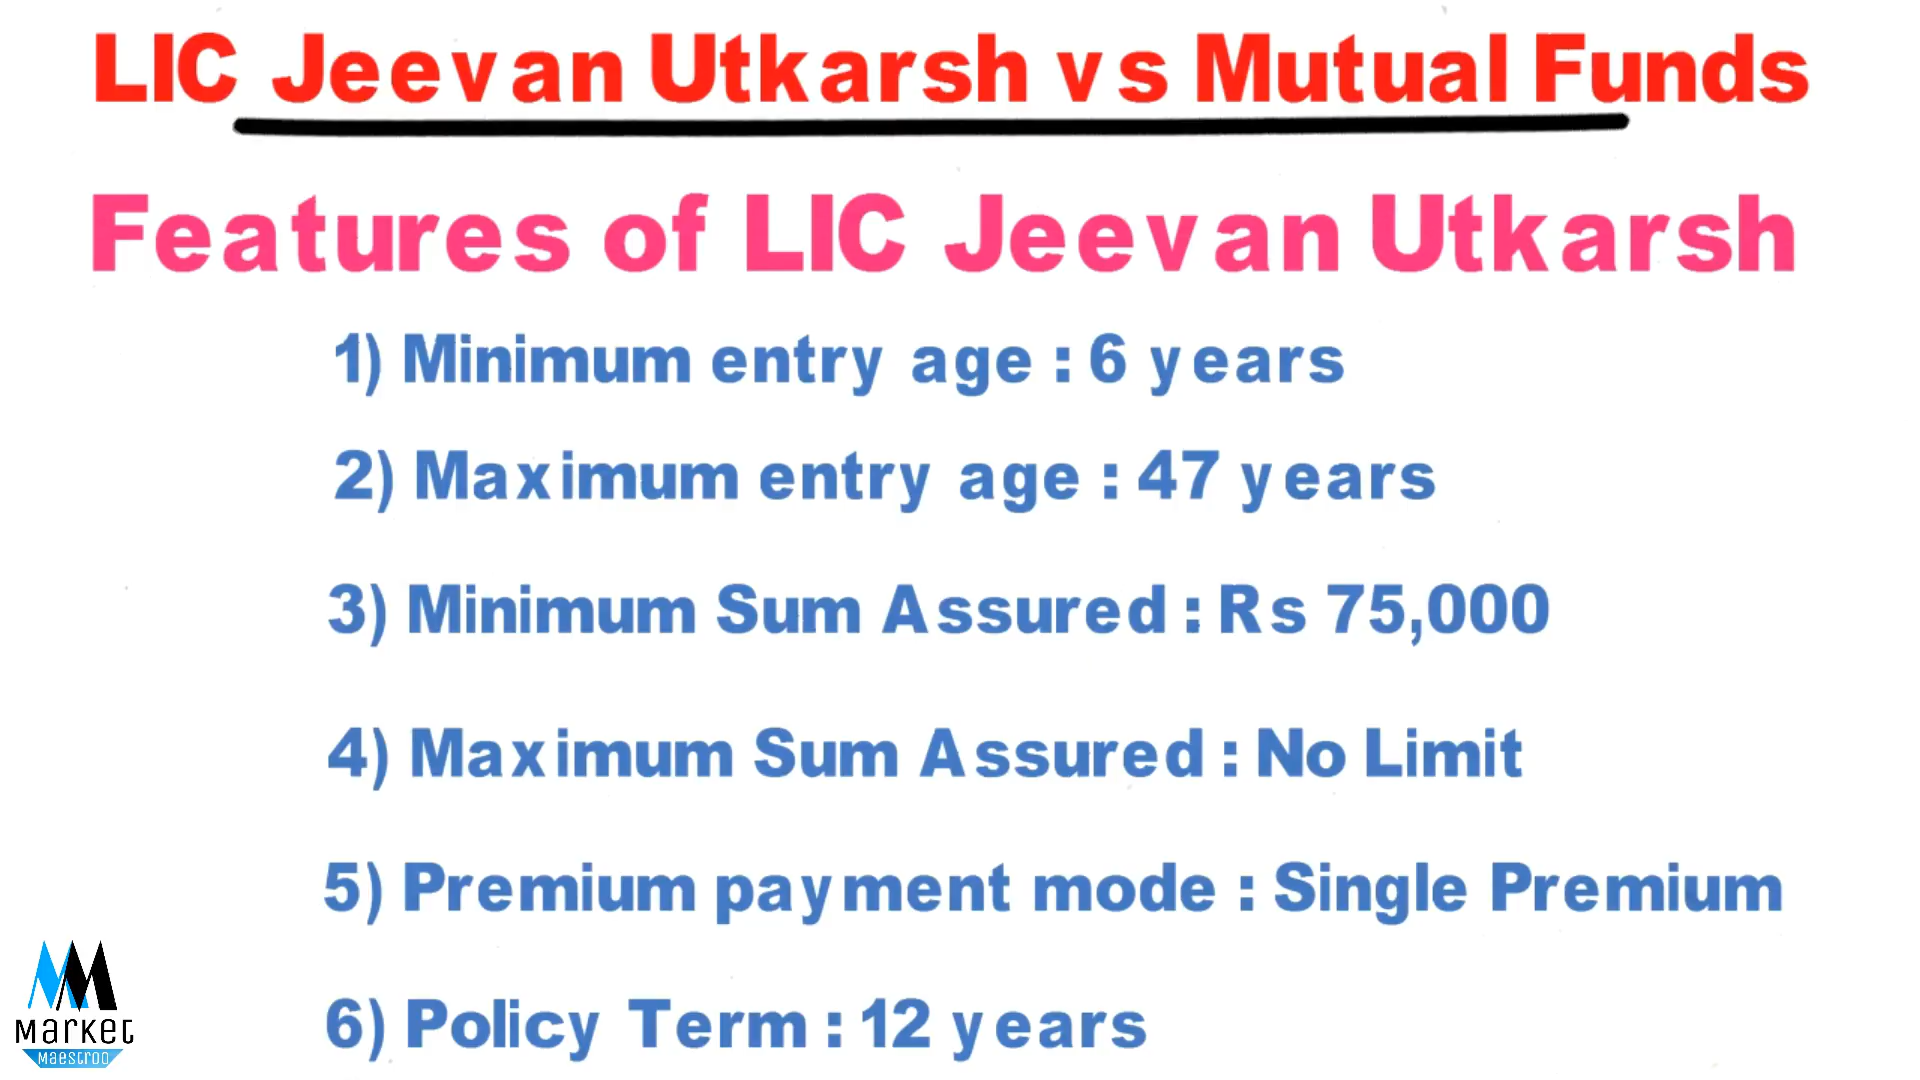 LIC Jeevan Utkarsh vs Mutual Funds
Features of LIC Jeevan Utkarsh
1) Minimum entry age : 6 years
2) Maximum entry age : 47 years
3) Minimum Sum Assured : Rs 75,000
4) Maximum Sum Assured : No Limit
5) Premium payment mode : Single Premium
6) Policy Term : 12 years
Market
Maestroo